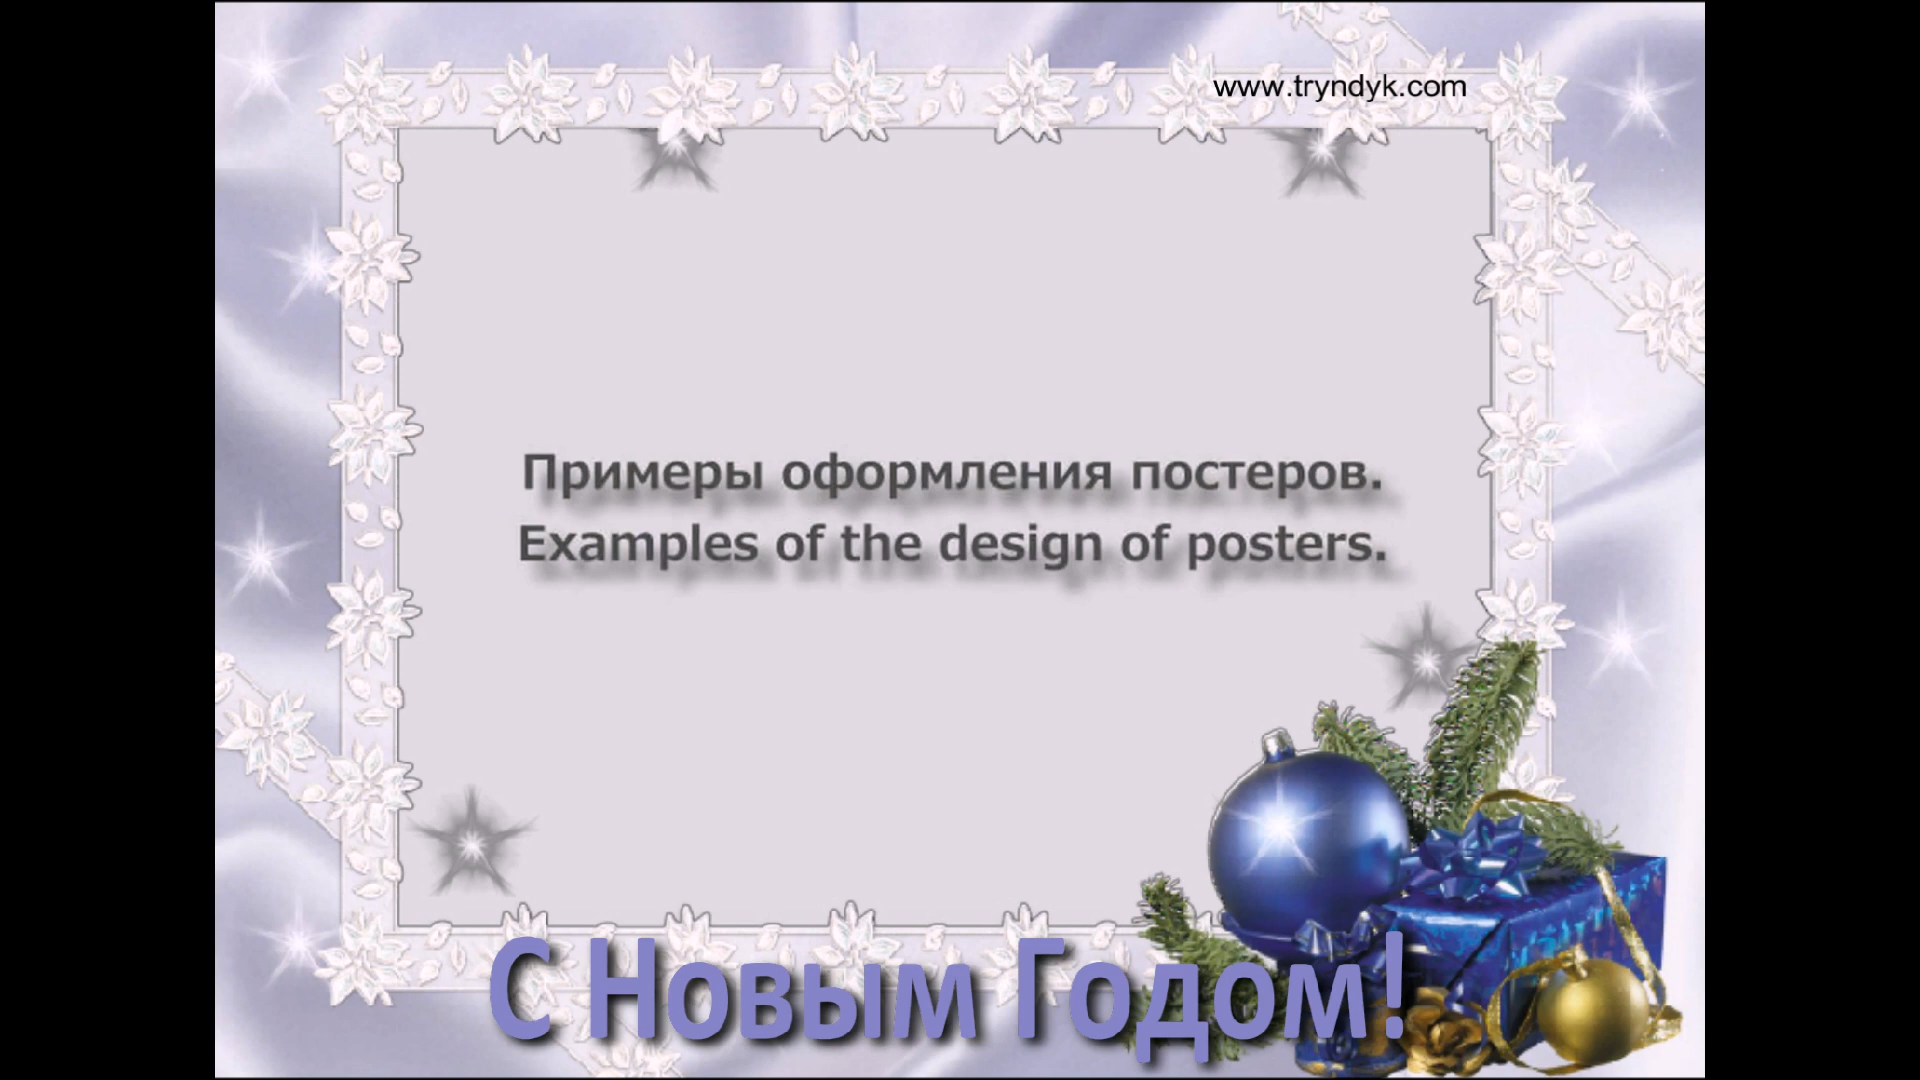 www.tryndyk.com
Примеры оформления постеров.
Examples of the design of posters.
С Новым Годом!